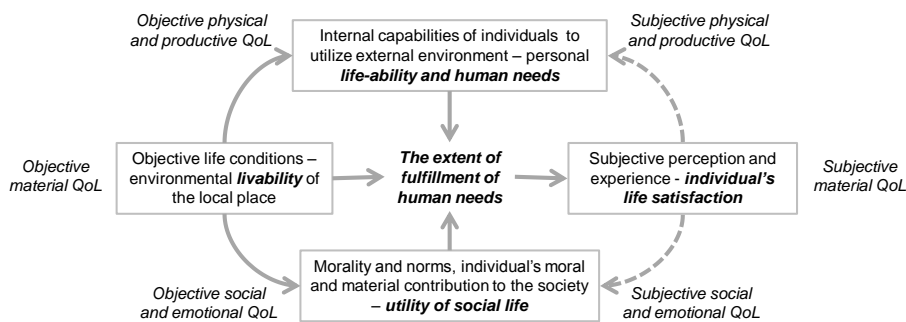 Objective physical
and productive QoL
Internal capabilities of individuals to
utilize external environment – personal
life-ability and human needs
Subjective physical
and productive QoL
Objective
material QoL
Objective life conditions –
environmental livability of
the local place
The extent of
fulfillment of
human needs
Subjective perception and
experience - individual's
life satisfaction
Subjective
material QoL
Objective social
and emotional QoL
Morality and norms, individual's moral
and material contribution to the society
– utility of social life
Subjective social
and emotional QoL